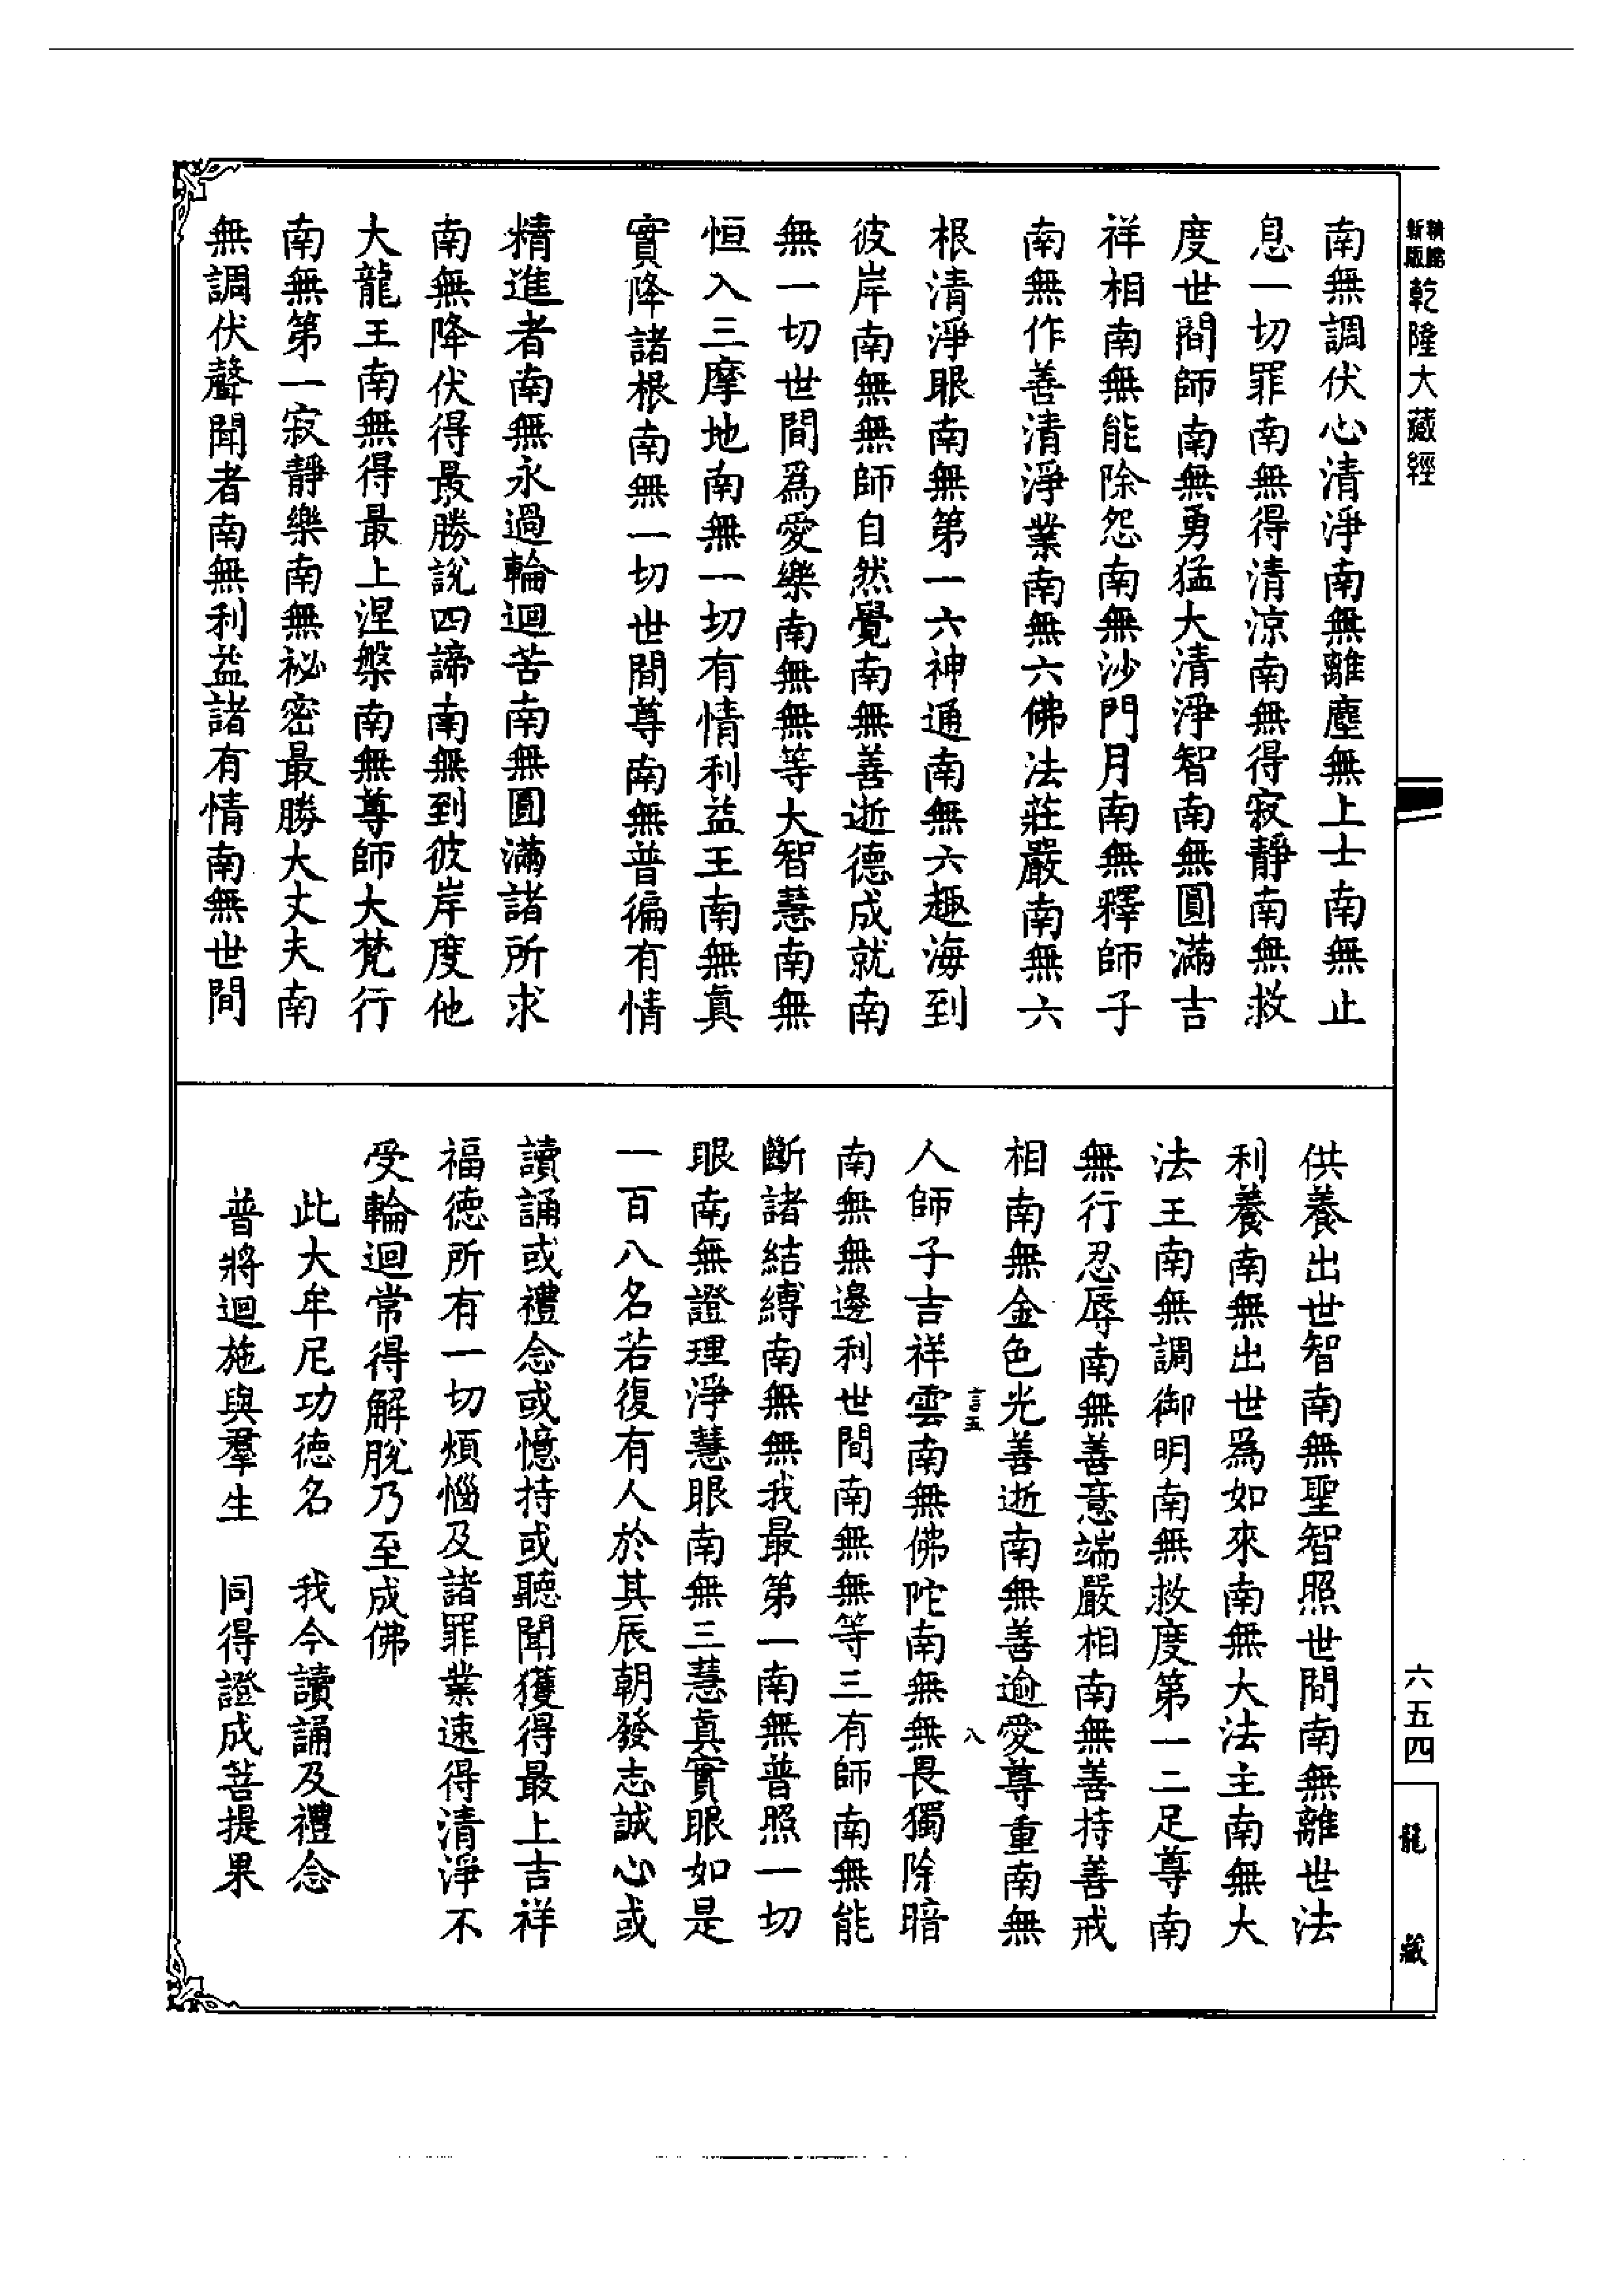 新版
乾隆大藏經
南無調伏心清淨南無離塵無上士南無止
息一切罪南無得清涼南無得寂靜南無救
度世間師南無勇猛大清淨智南無圓滿吉
祥相南無能除怨南無沙門月南無釋師子
南無作善清淨業南無六佛法莊嚴南無六
根清淨眼南無第一六神通南無六趣海到
彼岸南無無師自然覺南無善逝德成就南
無一切世間為愛樂南無無等大智慧南無
恒入三摩地南無一切有情利益王南無真
實降諸根南無一切世間尊南無普徧有情
精進者南無永過輪迴苦南無圓滿諸所求
南無降伏得最勝說四諦南無到彼岸度他
大龍王南無得最上涅槃南無尊師大梵行
南無第一寂靜樂南無祕密最勝大丈夫南
無調伏聲聞者南無利益諸有情南無世間
供養出世智南無聖智照世間南無離世法
利養南無出世為如來南無大法主南無大
法王南無調御明南無救度第一二足尊南
無行忍辱南無善意端嚴相南無善持善戒
相南無金色光善逝南無善逾愛尊重南無
言五 八
人師子吉祥雲南無佛陀南無無畏獨除暗
南無無邊利世間南無無等三有師南無能
斷諸結縛南無無我最第一南無普照一切
眼南無證理淨慧眼南無三慧真實眼如是
一百八名若復有人於其辰朝發志誠心或
讀誦或禮念或憶持或聽聞獲得最上吉祥
福德所有一切煩惱及諸罪業速得清淨不
受輪迴常得解脫乃至成佛
此大牟尼功德名　我今讀誦及禮念
普將迴施與羣生　同得證成菩提果
六五四
龍藏